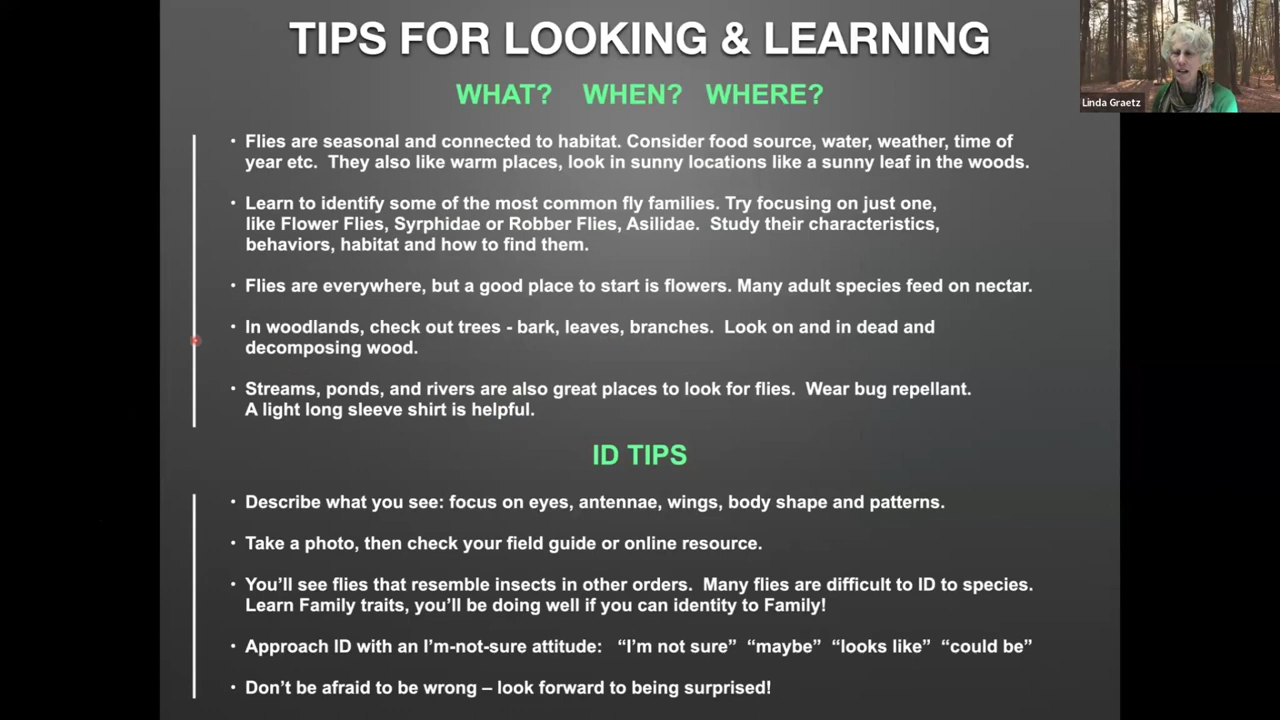 TIPS FOR LOOKING & LEARNING
WHAT? WHEN? WHERE?
Linda Graetz
• Flies are seasonal and connected to habitat. Consider food source, water, weather, time of
year etc. They also like warm places, look in sunny locations like a sunny leaf in the woods.
• Learn to identify some of the most common fly families. Try focusing on just one,
like Flower Flies, Syrphidae or Robber Flies, Asilidae. Study their characteristics,
behaviors, habitat and how to find them.
• Flies are everywhere, but a good place to start is flowers. Many adult species feed on nectar.
• In woodlands, check out trees - bark, leaves, branches. Look on and in dead and
decomposing wood.
• Streams, ponds, and rivers are also great places to look for flies. Wear bug repellant.
A light long sleeve shirt is helpful.
ID TIPS
• Describe what you see: focus on eyes, antennae, wings, body shape and patterns.
• Take a photo, then check your field guide or online resource.
• You’ll see flies that resemble insects in other orders. Many flies are difficult to ID to species.
Learn Family traits, you’ll be doing well if you can identity to Family!
• Approach ID with an I’m-not-sure attitude: “I’m not sure” “maybe” “looks like” “could be”
• Don’t be afraid to be wrong – look forward to being surprised!